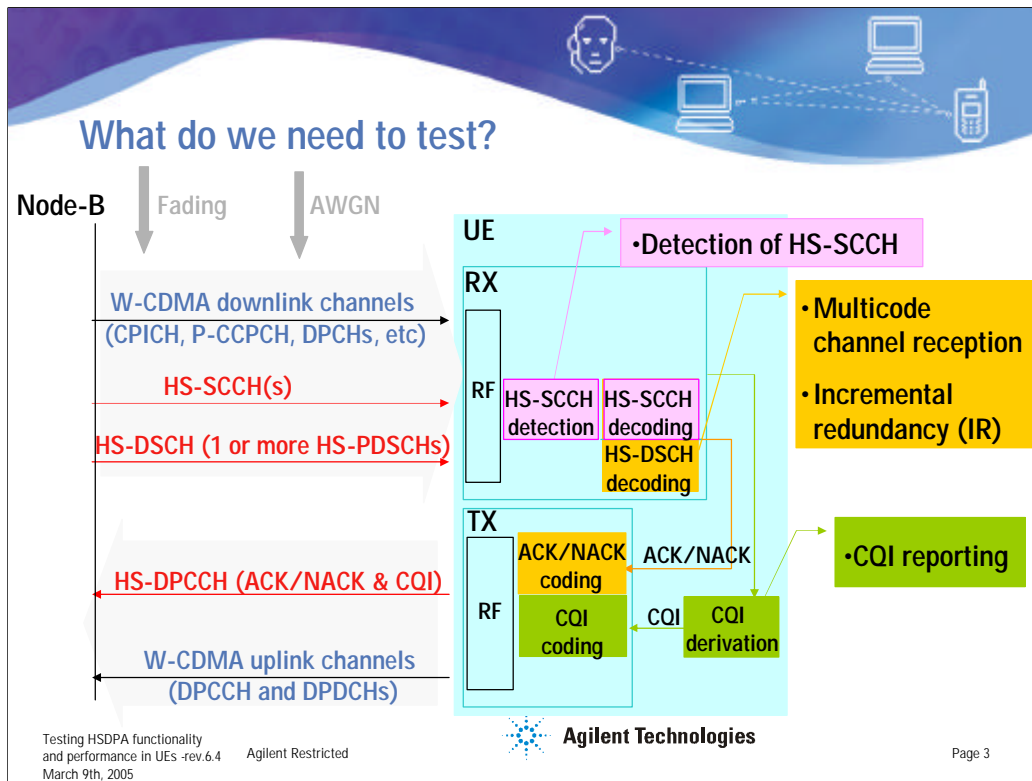 What do we need to test?
Node-B
Fading
AWGN
W-CDMA downlink channels
(CPICH, P-CCPCH, DPCHs, etc)
HS-SCCH(s)
HS-DSCH (1 or more HS-PDSCHs)
HS-DPCCH (ACK/NACK & CQI)
W-CDMA uplink channels
(DPCCH and DPDCHs)
UE
RX
RF
HS-SCCH
detection
HS-SCCH
decoding
HS-DSCH
decoding
TX
RF
ACK/NACK
coding
ACK/NACK
CQI
coding
CQI
CQI
derivation
•Detection of HS-SCCH
• Multicode
channel reception
• Incremental
redundancy (IR)
•CQI reporting
Testing HSDPA functionality
and performance in UEs -rev.6.4
March 9th, 2005
Agilent Restricted
Agilent Technologies
Page 3